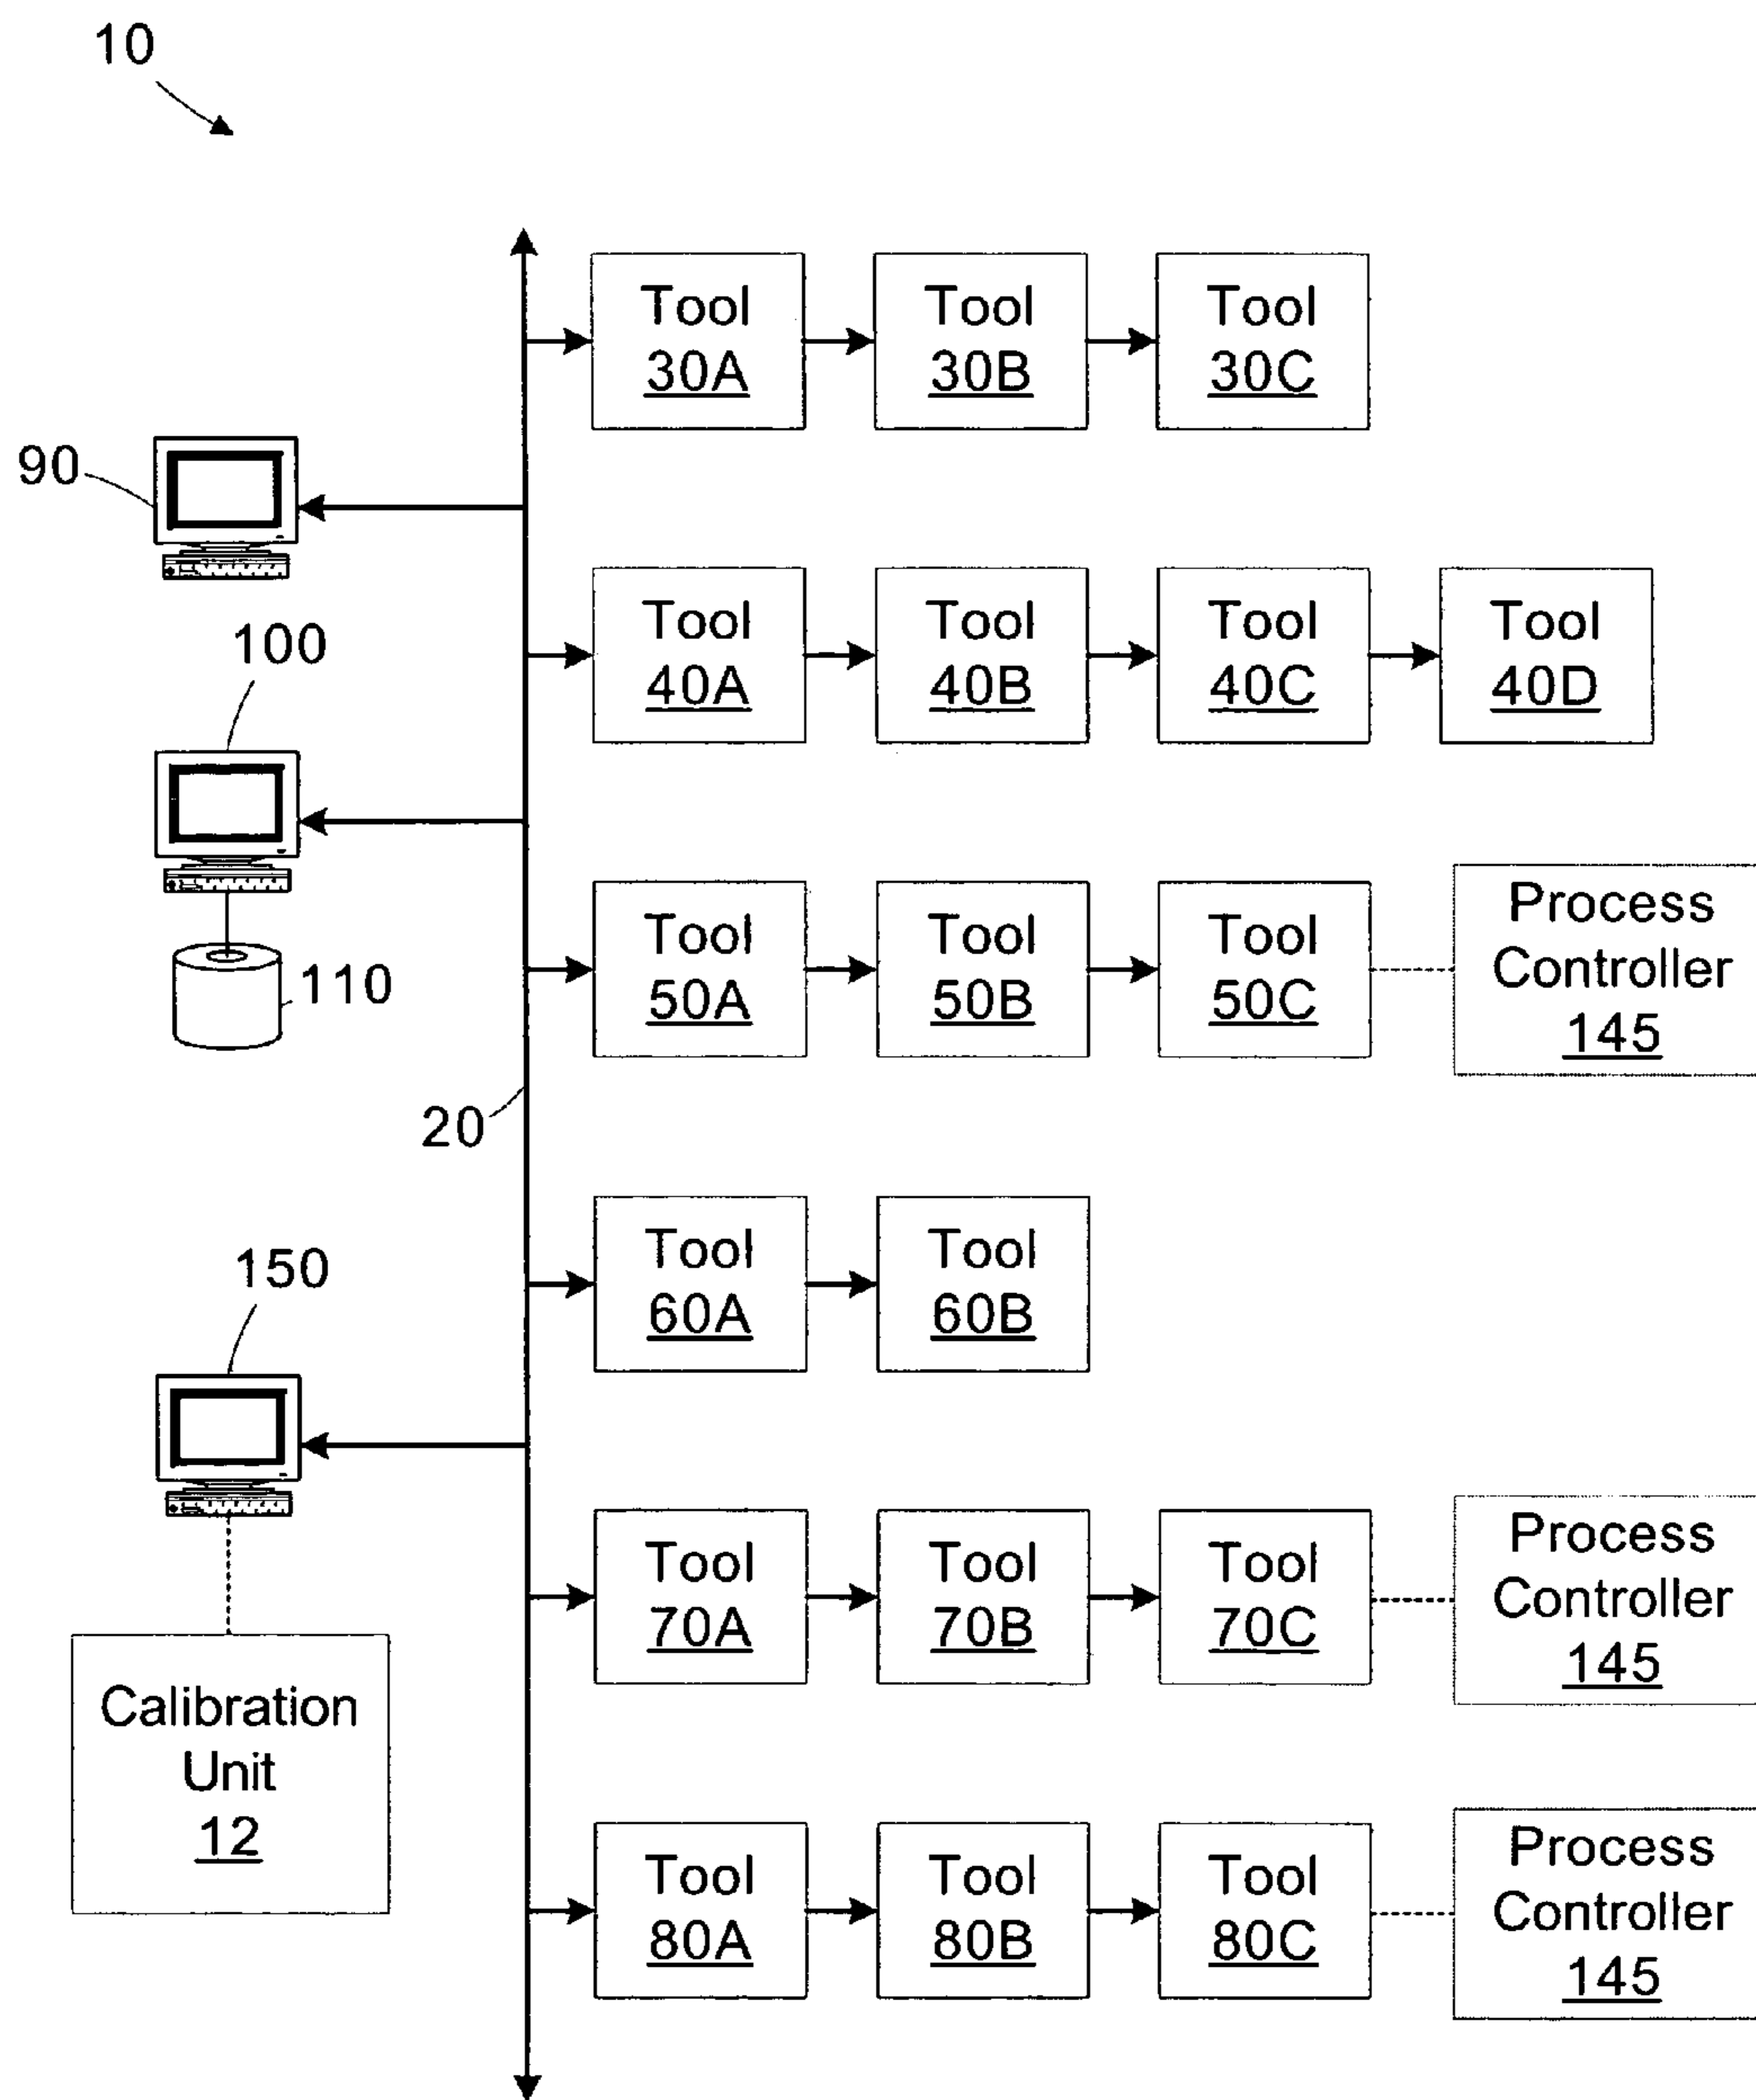 10
Tool
30A
Tool
30B
Tool
30C
90
Tool
40A
Tool
40B
Tool
40C
Tool
40D
100
Tool
50A
Tool
50B
Tool
50C
Process
Controller
145
110
20
Tool
60A
Tool
60B
150
Tool
70A
Tool
70B
Tool
70C
Process
Controller
145
Calibration
Unit
12
Tool
80A
Tool
80B
Tool
80C
Process
Controller
145